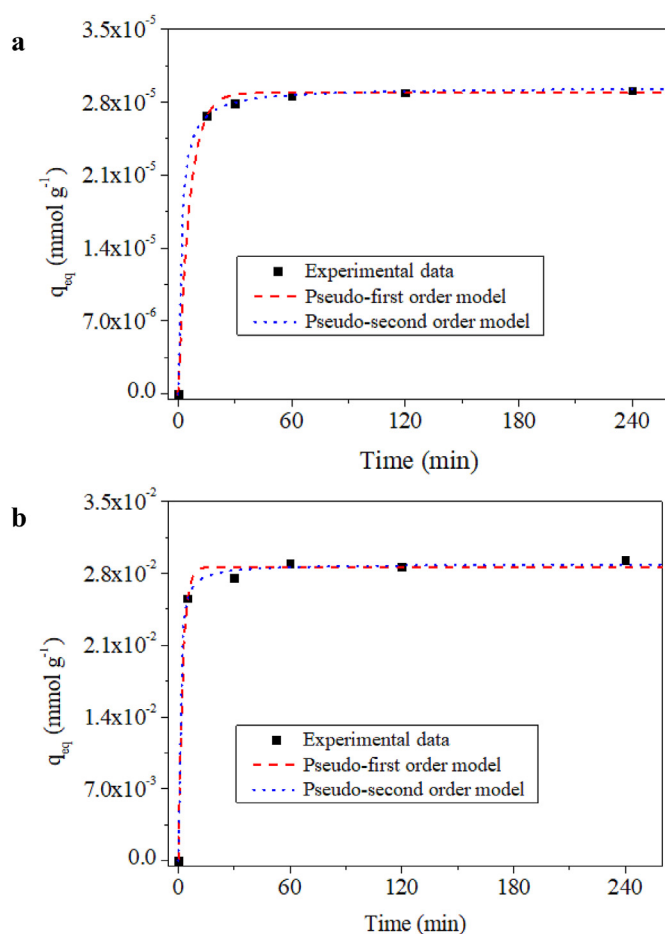 a
3.5x10⁻⁵
2.8x10⁻⁵
2.1x10⁻⁵
1.4x10⁻⁵
7.0x10⁻⁶
0.0
q_eq (mmol g⁻¹)
Experimental data
Pseudo-first order model
Pseudo-second order model
0 60 120 180 240
Time (min)
b
3.5x10⁻²
2.8x10⁻²
2.1x10⁻²
1.4x10⁻²
7.0x10⁻³
0.0
q_eq (mmol g⁻¹)
Experimental data
Pseudo-first order model
Pseudo-second order model
0 60 120 180 240
Time (min)